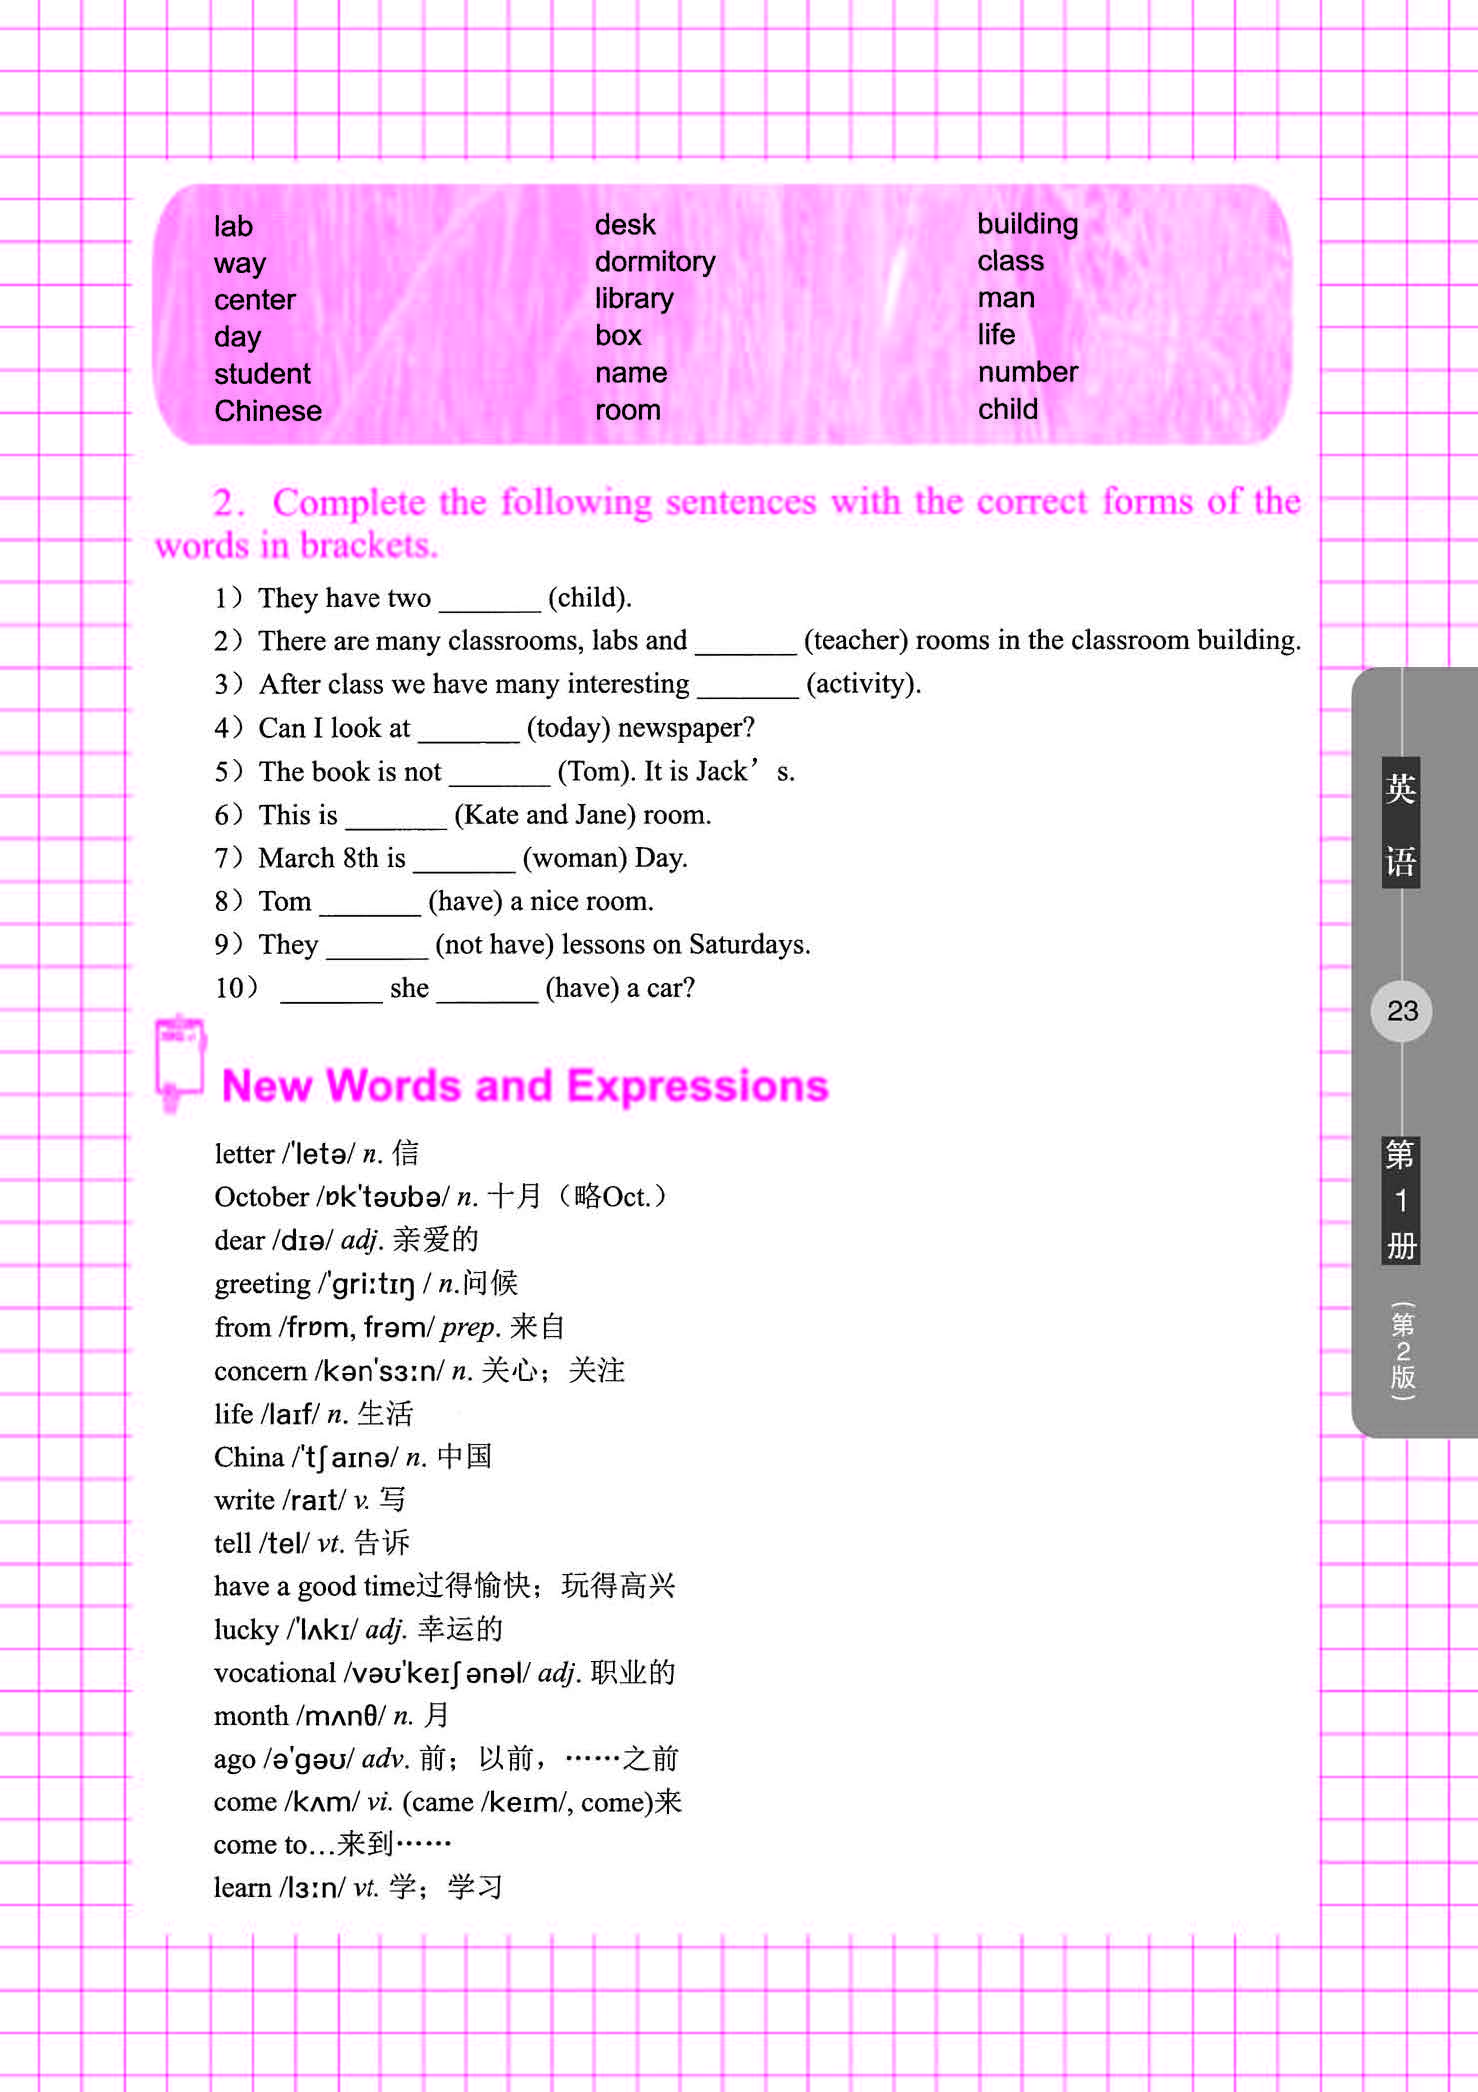 lab desk building
way dormitory class
center library man
day box life
student name number
Chinese room child
2. Complete the following sentences with the correct forms of the
words in brackets.
1）They have two _______ (child).
2）There are many classrooms, labs and _______ (teacher) rooms in the classroom building.
3）After class we have many interesting _______ (activity).
4）Can I look at _______ (today) newspaper?
5）The book is not _______ (Tom). It is Jack’s.
6）This is _______ (Kate and Jane) room.
7）March 8th is _______ (woman) Day.
8）Tom _______ (have) a nice room.
9）They _______ (not have) lessons on Saturdays.
10） _______ she _______ (have) a car?
New Words and Expressions
letter /ˈletə/ n. 信
October /ɒkˈtəʊbə/ n. 十月（略Oct.）
dear /dɪə/ adj. 亲爱的
greeting /ˈɡriːtɪŋ / n.问候
from /frɒm, frəm/ prep. 来自
concern /kənˈsɜːn/ n. 关心；关注
life /laɪf/ n. 生活
China /ˈtʃaɪnə/ n. 中国
write /raɪt/ v. 写
tell /tel/ vt. 告诉
have a good time过得愉快；玩得高兴
lucky /ˈlʌkɪ/ adj. 幸运的
vocational /vəʊˈkeɪʃənəl/ adj. 职业的
month /mʌnθ/ n. 月
ago /əˈɡəʊ/ adv. 前；以前，……之前
come /kʌm/ vi. (came /keɪm/, come)来
come to…来到……
learn /lɜːn/ vt. 学；学习
英语
23
第1册
（第2版）